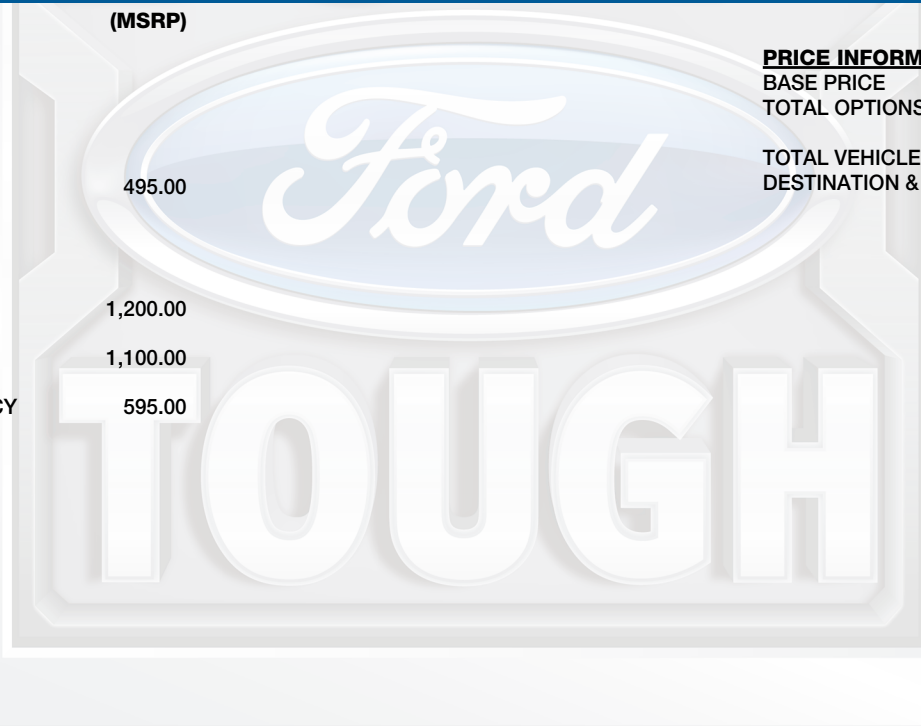 (MSRP)
495.00
1,200.00
1,100.00
CY 595.00
PRICE INFORM
BASE PRICE
TOTAL OPTIONS
TOTAL VEHICLE
DESTINATION &
Ford
TOUGH